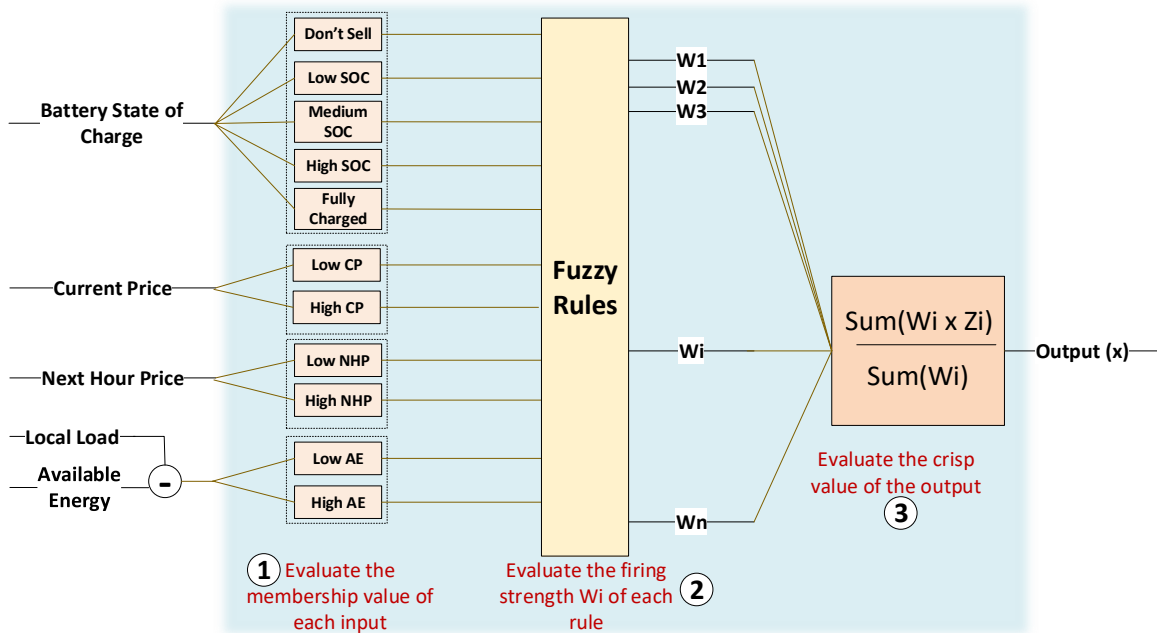 Battery State of
Charge
Current Price
Next Hour Price
Local Load
Available
Energy
-
Don't Sell
Low SOC
Medium
SOC
High SOC
Fully
Charged
Low CP
High CP
Low NHP
High NHP
Low AE
High AE
Fuzzy
Rules
W1
W2
W3
Wi
Wn
Sum(Wi x Zi)
Sum(Wi)
Output (x)
1 Evaluate the
membership value of
each input
Evaluate the firing
strength Wi of each
rule
2
Evaluate the crisp
value of the output
3